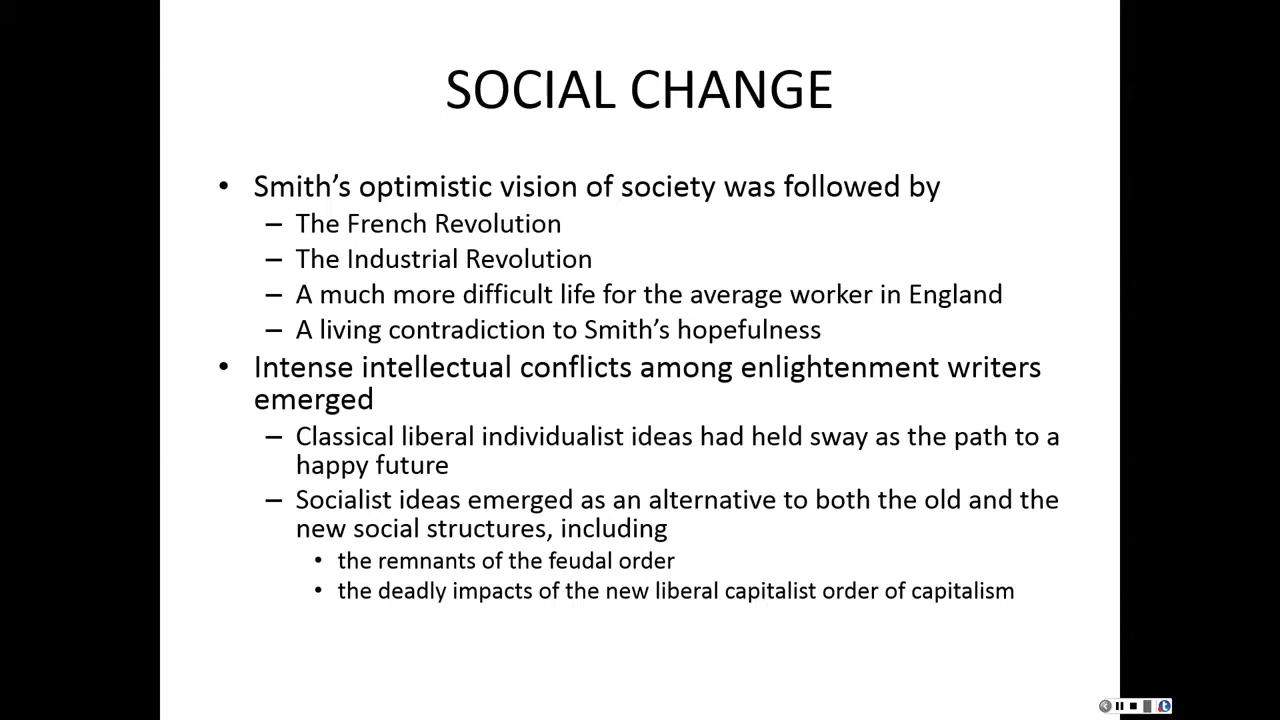 SOCIAL CHANGE
• Smith’s optimistic vision of society was followed by
– The French Revolution
– The Industrial Revolution
– A much more difficult life for the average worker in England
– A living contradiction to Smith’s hopefulness
• Intense intellectual conflicts among enlightenment writers
emerged
– Classical liberal individualist ideas had held sway as the path to a
happy future
– Socialist ideas emerged as an alternative to both the old and the
new social structures, including
• the remnants of the feudal order
• the deadly impacts of the new liberal capitalist order of capitalism